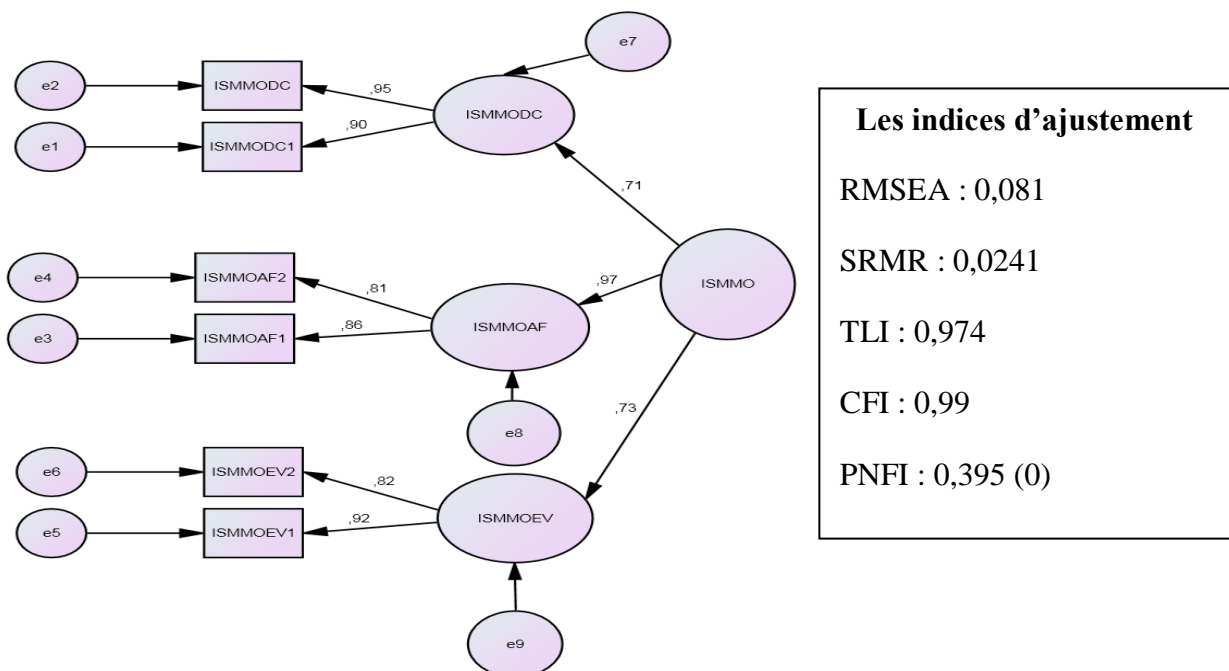 e7
e2
ISMMODC
,95
ISMMODC
e1
ISMMODC1
,90
,71
e4
ISMMOAF2
,81
,97
ISMMO
ISMMOAF
e3
ISMMOAF1
,86
e8
,73
e6
ISMMOEV2
,82
ISMMOEV
e5
ISMMOEV1
,92
e9
Les indices d’ajustement
RMSEA : 0,081
SRMR : 0,0241
TLI : 0,974
CFI : 0,99
PNFI : 0,395 (0)